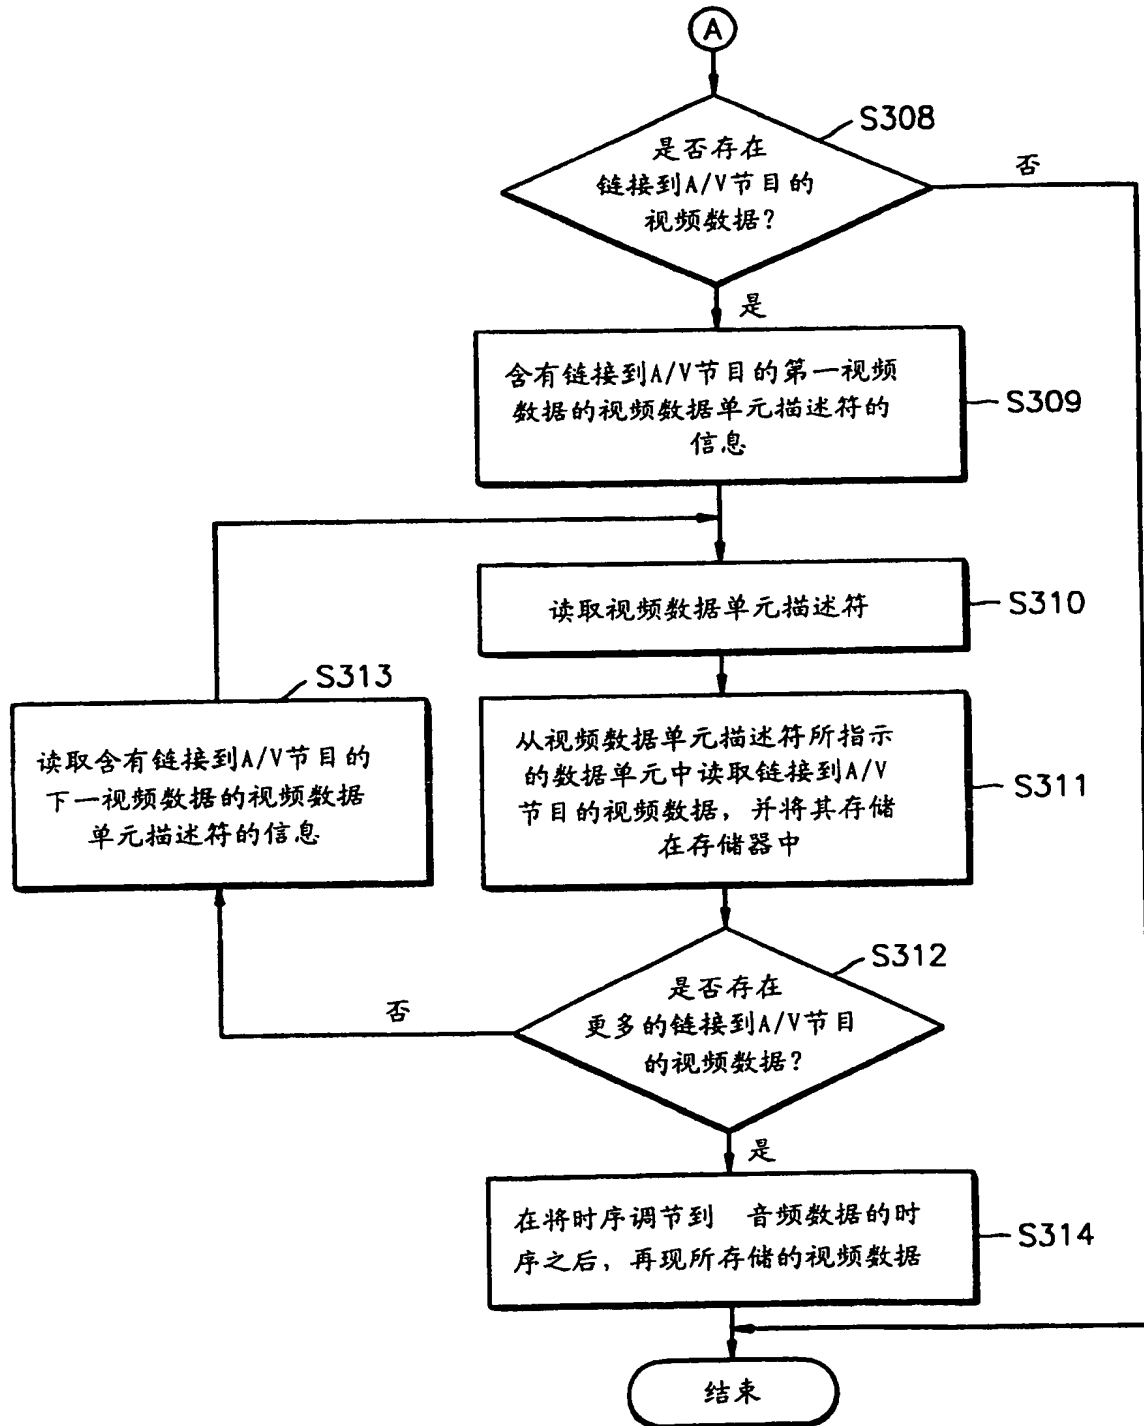 A
S308
是否存在
链接到A/V节目的
视频数据?
否
是
含有链接到A/V节目的第一视频
数据的视频数据单元描述符的
信息
S309
读取视频数据单元描述符
S310
S313
读取含有链接到A/V节目的
下一视频数据的视频数据
单元描述符的信息
从视频数据单元描述符所指示
的数据单元中读取链接到A/V
节目的视频数据,并将其存储
在存储器中
S311
S312
是否存在
更多的链接到A/V节目
的视频数据?
否
是
在将时序调节到 音频数据的时
序之后,再现所存储的视频数据
S314
结束